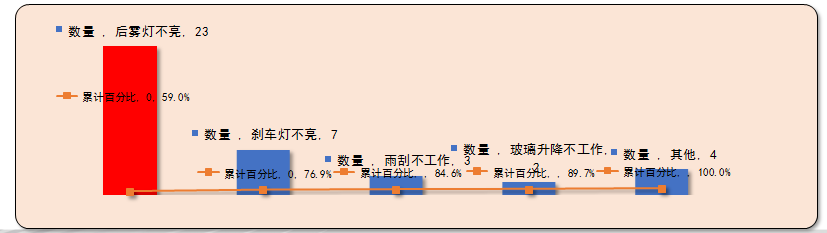 数量 , 后雾灯不亮, 23
累计百分比, 0, 59.0%
数量 , 刹车灯不亮, 7
累计百分比, 0, 76.9%
数量 , 雨刮不工作, 3
累计百分比, , 84.6%
数量 , 玻璃升降不工作,
2
累计百分比, , 89.7%
数量 , 其他, 4
累计百分比, , 100.0%